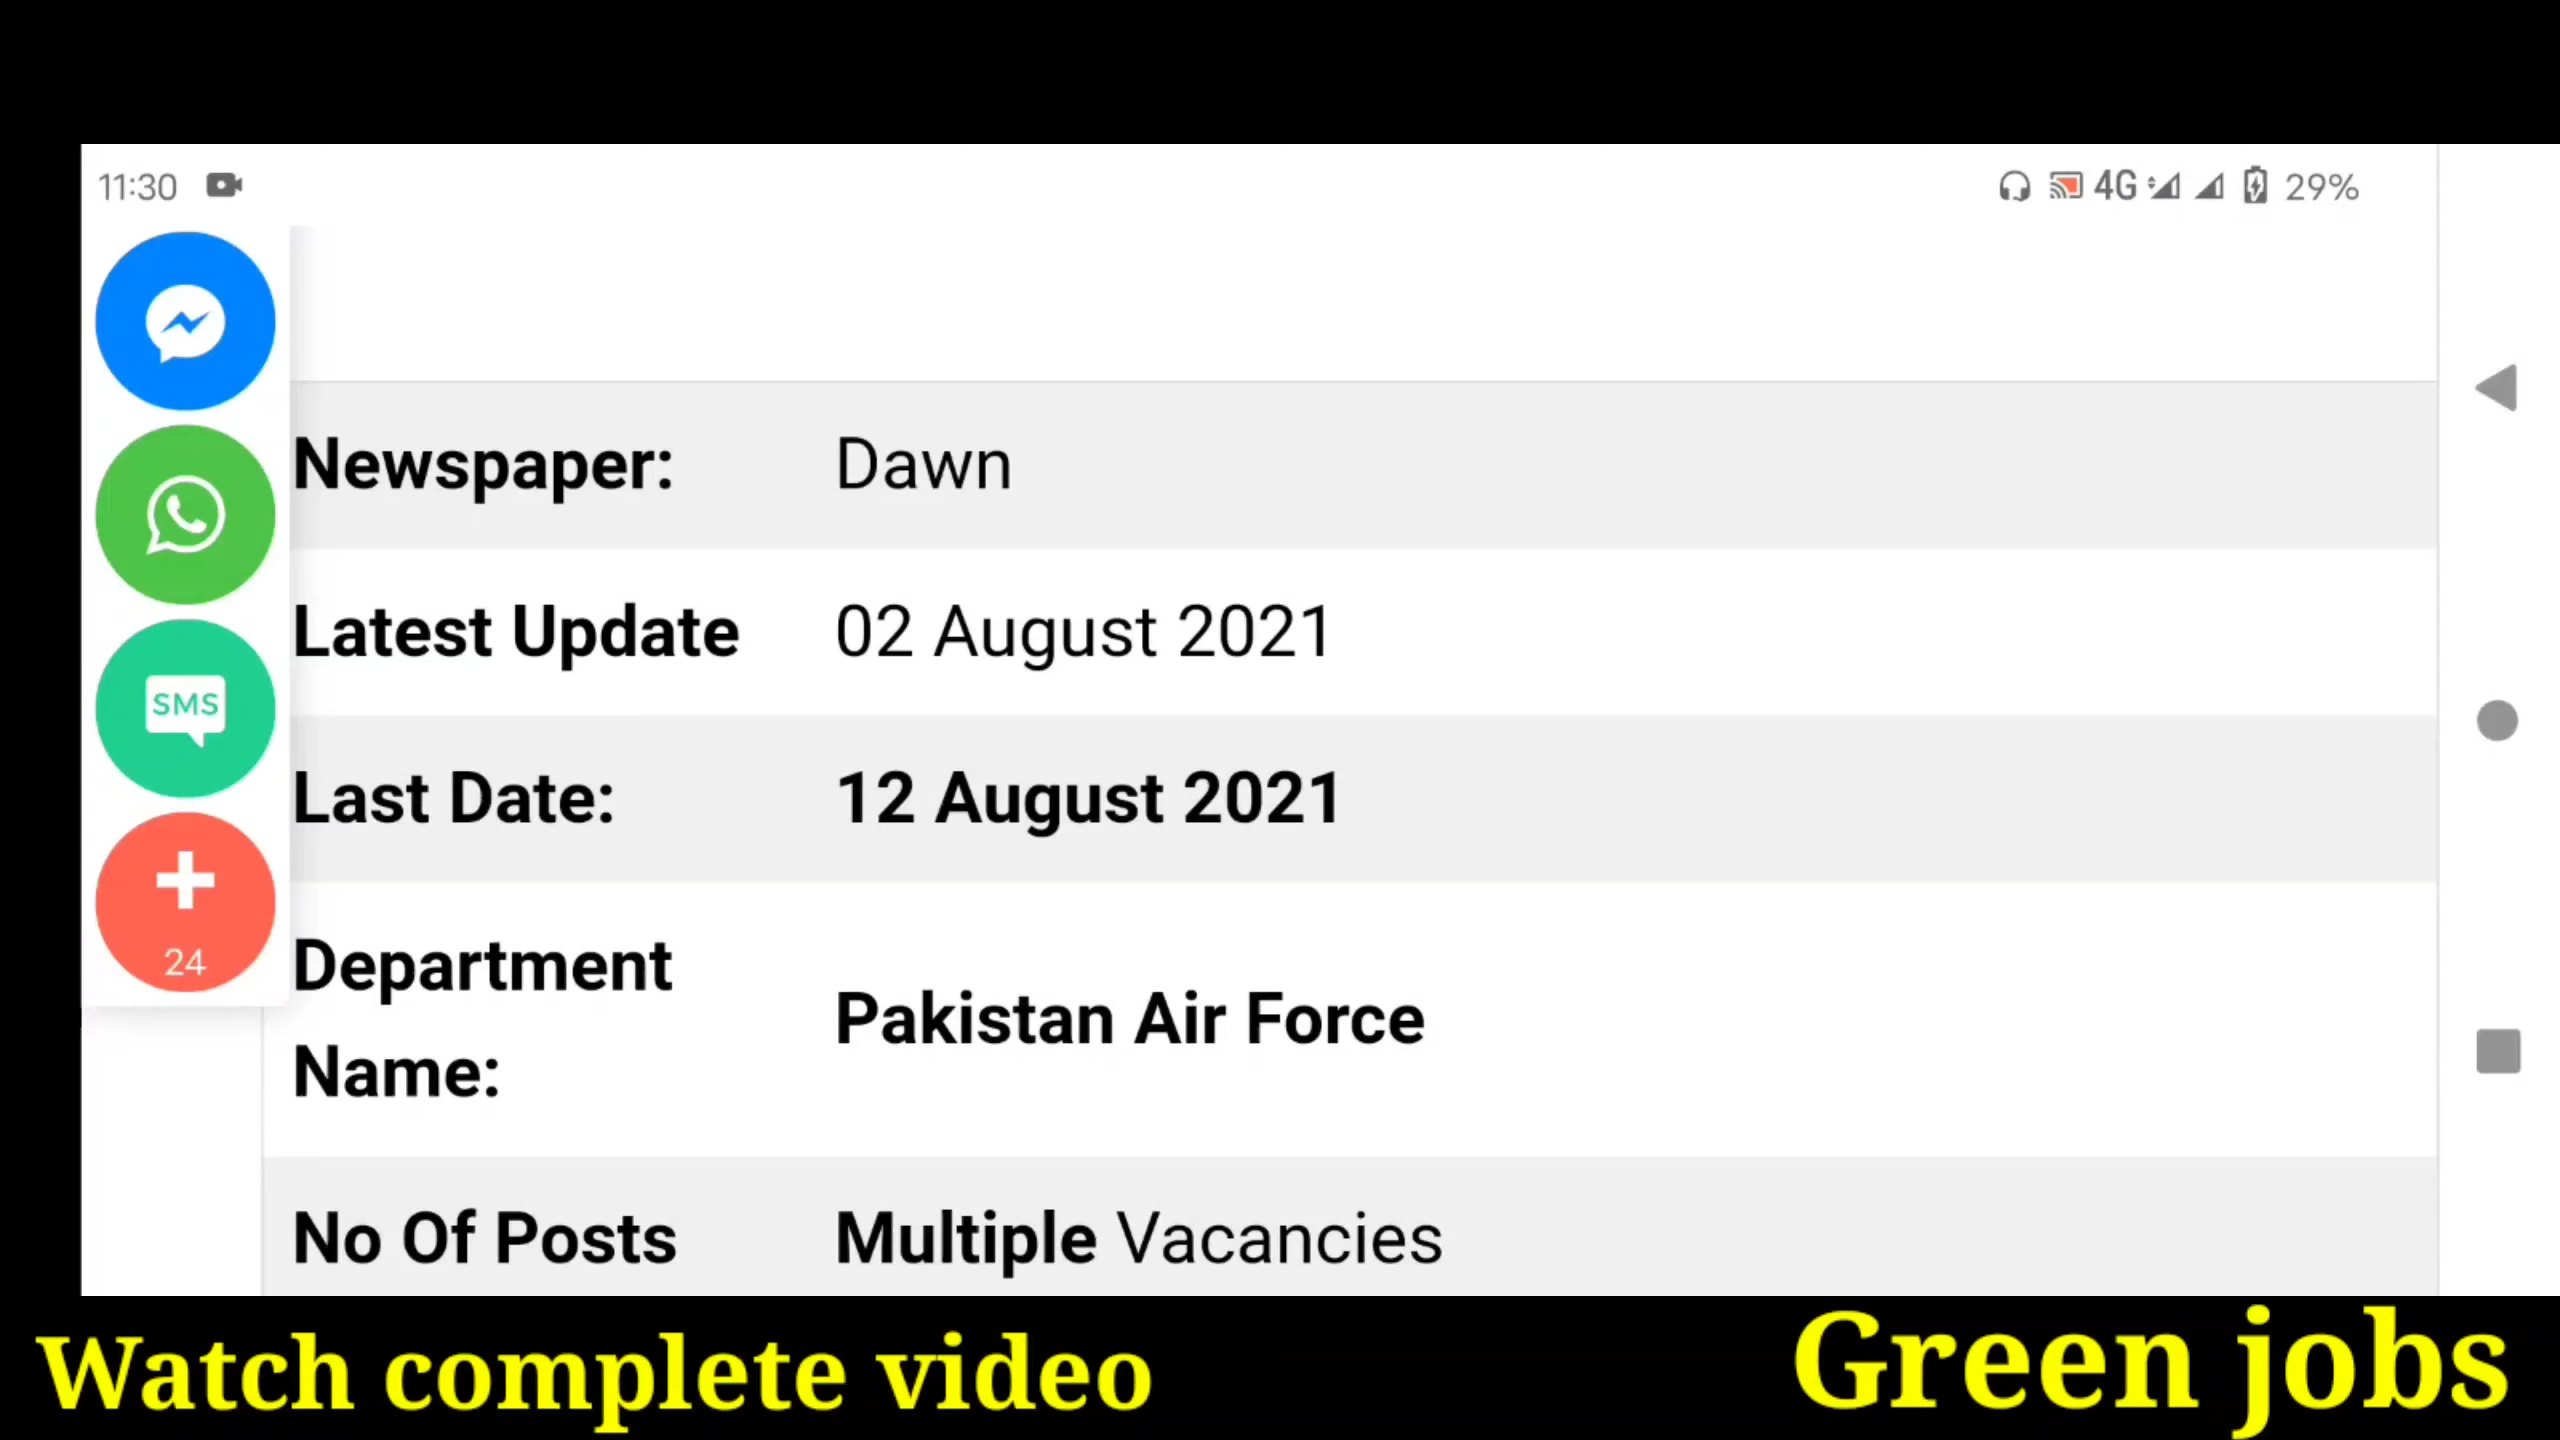 11:30
4G
29%
Newspaper: Dawn
Latest Update 02 August 2021
Last Date: 12 August 2021
Department
Name:
Pakistan Air Force
No Of Posts Multiple Vacancies
SMS
24
Watch complete video
Green jobs